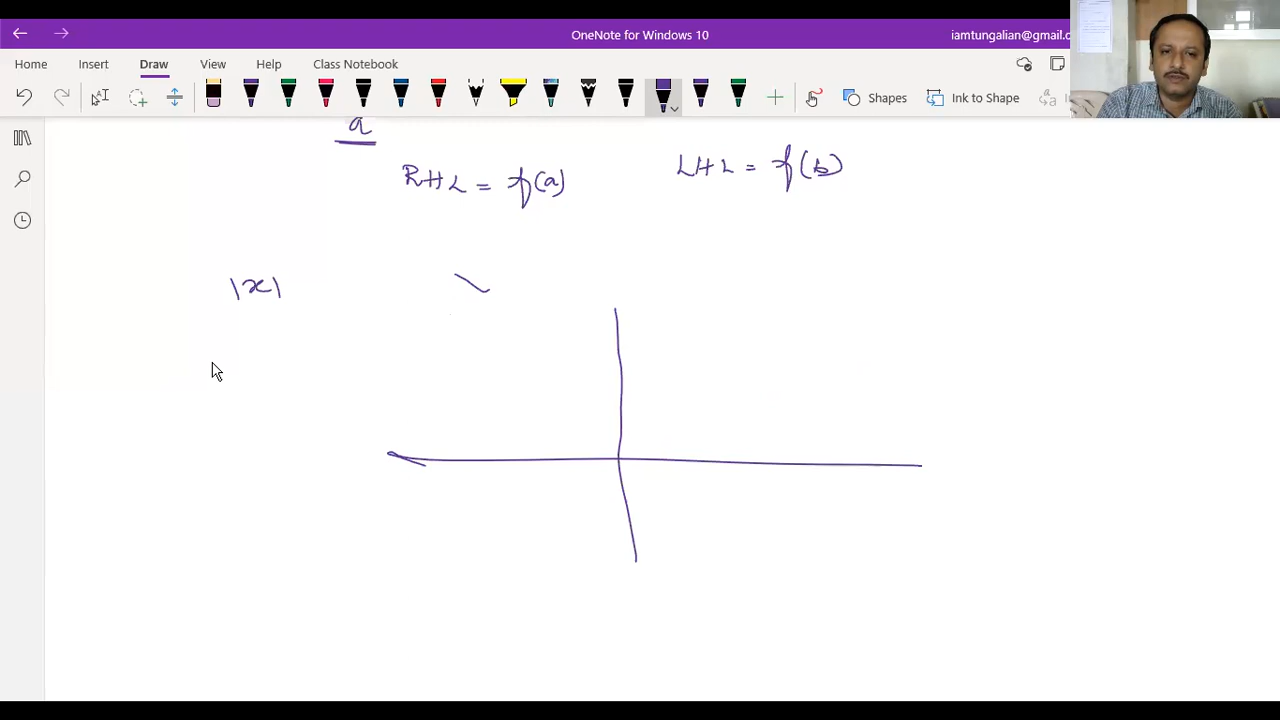 OneNote for Windows 10
iamtungalian@gmail.c
Home Insert Draw View Help Class Notebook
Shapes
Ink to Shape
a
RHL = f(a)
LHL = f(b)
|x|